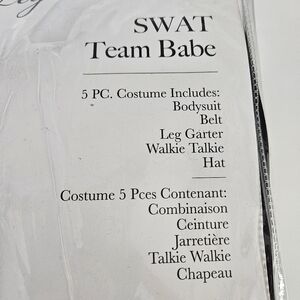 SWAT
Team Babe
5 PC. Costume Includes:
Bodysuit
Belt
Leg Garter
Walkie Talkie
Hat
Costume 5 Pces Contenant:
Combinaison
Ceinture
Jarretière
Talkie Walkie
Chapeau